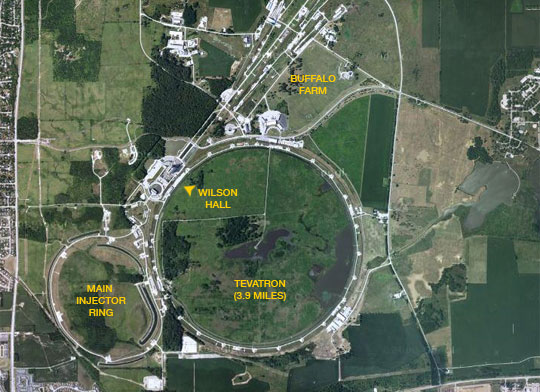 BUFFALO
FARM
WILSON
HALL
TEVATRON
(3.9 MILES)
MAIN
INJECTOR
RING